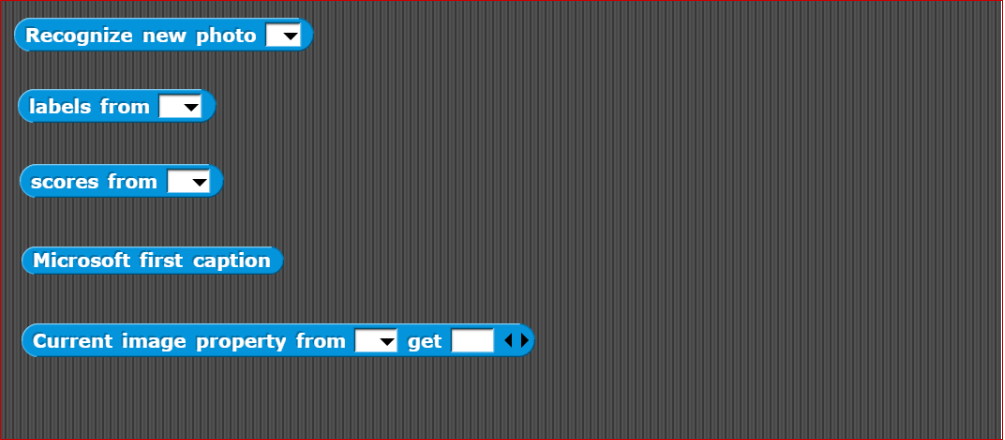 Recognize new photo
labels from
scores from
Microsoft first caption
Current image property from get